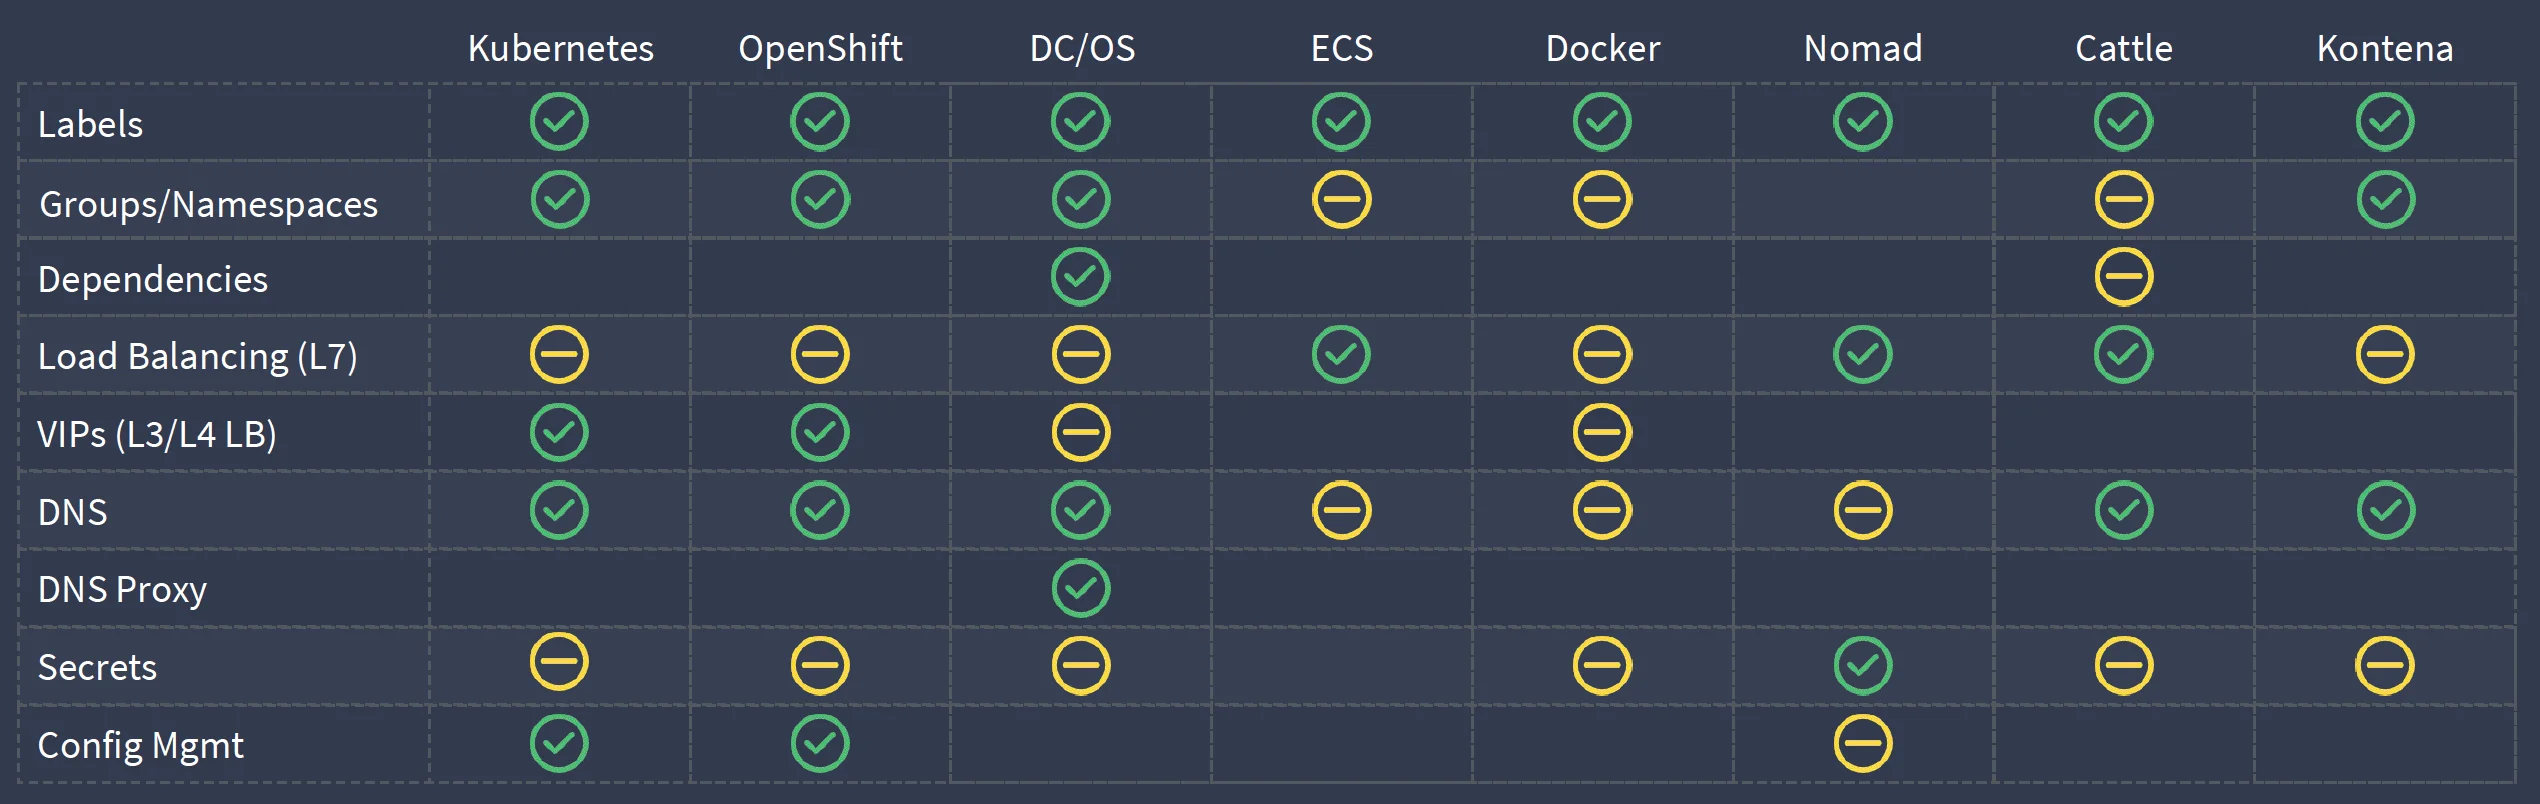 Kubernetes OpenShift DC/OS ECS Docker Nomad Cattle Kontena
Labels
Groups/Namespaces
Dependencies
Load Balancing (L7)
VIPs (L3/L4 LB)
DNS
DNS Proxy
Secrets
Config Mgmt